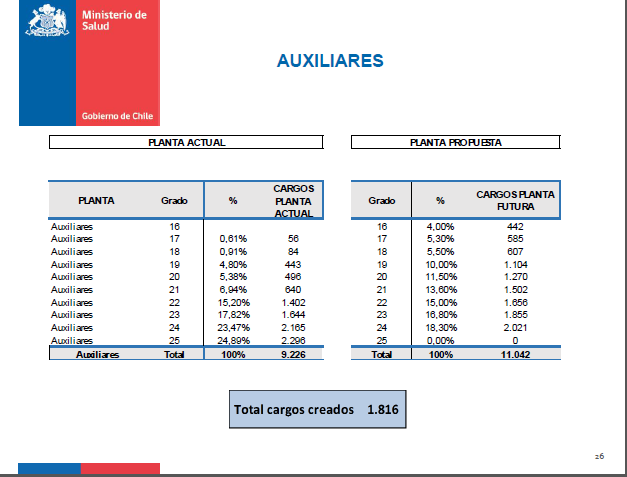 Ministerio de
Salud
Gobierno de Chile
AUXILIARES
PLANTA ACTUAL
PLANTA Grado % CARGOS PLANTA ACTUAL
Auxiliares 16
Auxiliares 17 0,61% 56
Auxiliares 18 0,91% 84
Auxiliares 19 4,80% 443
Auxiliares 20 5,38% 496
Auxiliares 21 6,94% 640
Auxiliares 22 15,20% 1.402
Auxiliares 23 17,82% 1.644
Auxiliares 24 23,47% 2.165
Auxiliares 25 24,89% 2.296
Auxiliares Total 100% 9.226
PLANTA PROPUESTA
Grado % CARGOS PLANTA FUTURA
16 4,00% 442
17 5,30% 585
18 5,50% 607
19 10,00% 1.104
20 11,50% 1.270
21 13,60% 1.502
22 15,00% 1.656
23 16,80% 1.855
24 18,30% 2.021
25 0,00% 0
Total 100% 11.042
Total cargos creados 1.816
26